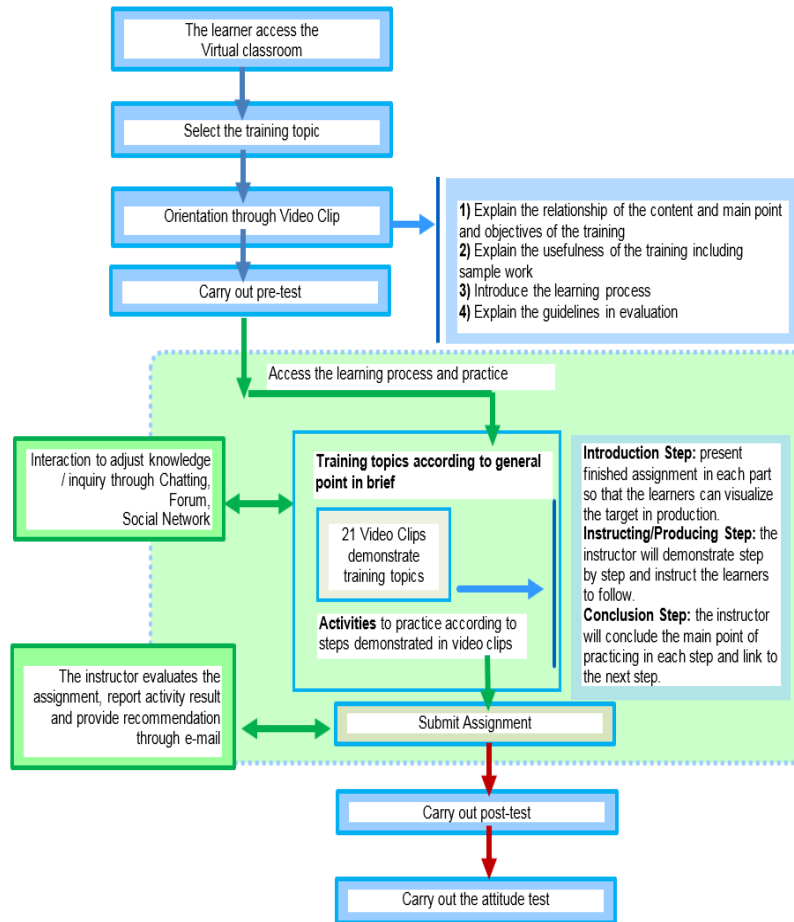 The learner access the
Virtual classroom
Select the training topic
Orientation through Video Clip
1) Explain the relationship of the content and main point
and objectives of the training
2) Explain the usefulness of the training including
sample work
3) Introduce the learning process
4) Explain the guidelines in evaluation
Carry out pre-test
Access the learning process and practice
Interaction to adjust knowledge
/ inquiry through Chatting,
Forum,
Social Network
Training topics according to general
point in brief
21 Video Clips
demonstrate
training topics
Activities to practice according to
steps demonstrated in video clips
Introduction Step: present
finished assignment in each part
so that the learners can visualize
the target in production.
Instructing/Producing Step: the
instructor will demonstrate step
by step and instruct the learners
to follow.
Conclusion Step: the instructor
will conclude the main point of
practicing in each step and link to
the next step.
The instructor evaluates the
assignment, report activity result
and provide recommendation
through e-mail
Submit Assignment
Carry out post-test
Carry out the attitude test